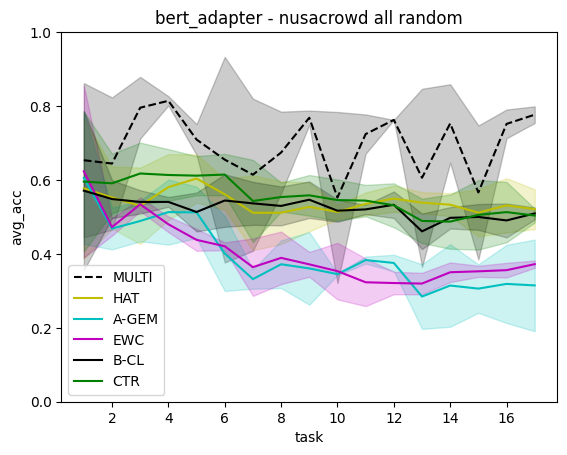 bert_adapter - nusacrowd all random
1.0
0.8
0.6
0.4
0.2
0.0
avg_acc
MULTI
HAT
A-GEM
EWC
B-CL
CTR
2 4 6 8 10 12 14 16
task